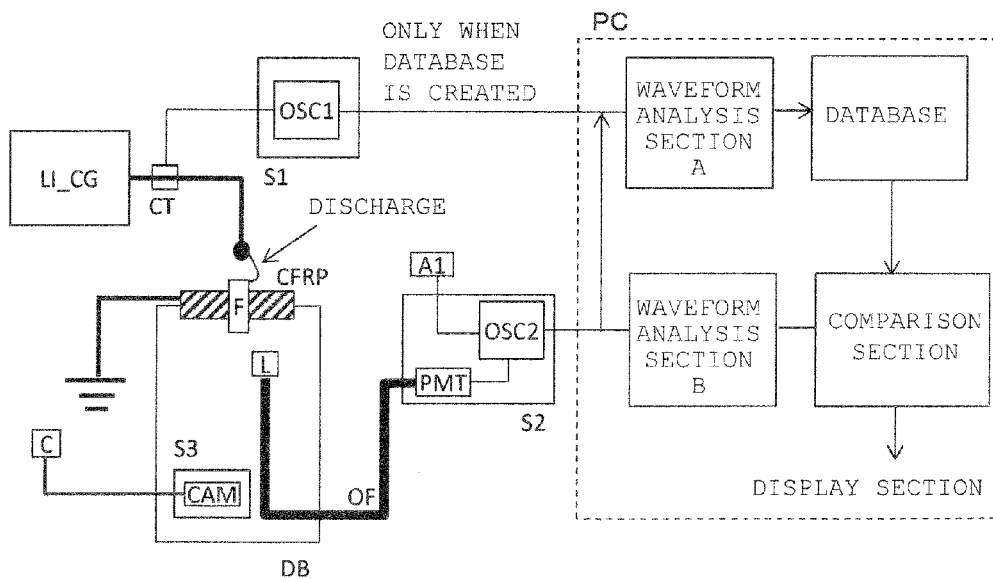 PC
ONLY WHEN
DATABASE
IS CREATED
OSC1
S1
WAVEFORM
ANALYSIS
SECTION
A
DATABASE
LI_CG
CT
DISCHARGE
CFRP
F
A1
OSC2
PMT
S2
WAVEFORM
ANALYSIS
SECTION
B
COMPARISON
SECTION
L
C
S3
CAM
OF
DB
DISPLAY SECTION